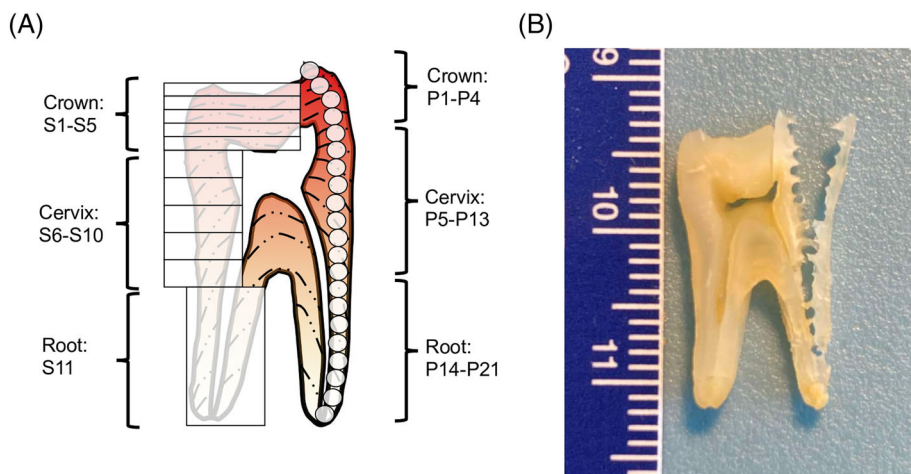 (A)
(B)
Crown:
S1-S5
Cervix:
S6-S10
Root:
S11
Crown:
P1-P4
Cervix:
P5-P13
Root:
P14-P21
9
10
11